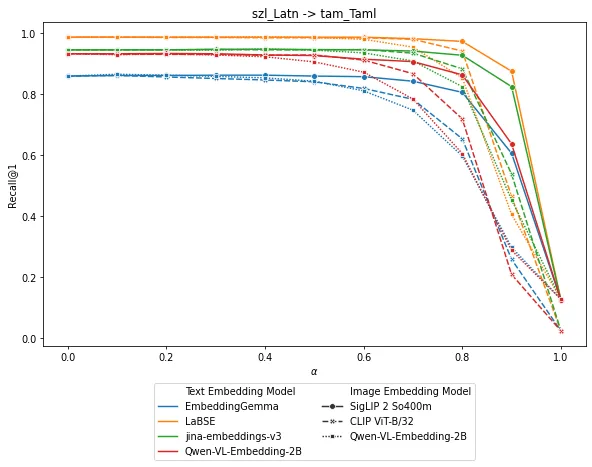 szl_Latn -> tam_Taml
Recall@1
1.0
0.8
0.6
0.4
0.2
0.0
0.0 0.2 0.4 0.6 0.8 1.0
α
Text Embedding Model
EmbeddingGemma
LaBSE
jina-embeddings-v3
Qwen-VL-Embedding-2B
Image Embedding Model
SigLIP 2 So400m
CLIP ViT-B/32
Qwen-VL-Embedding-2B